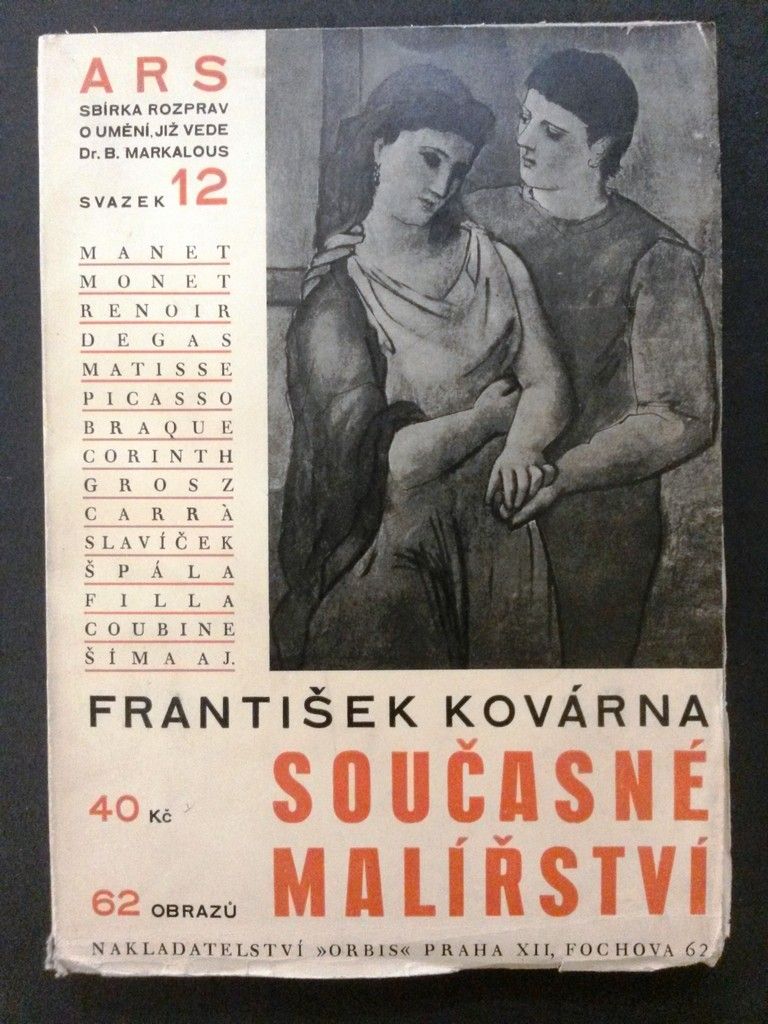 ARS
SBÍRKA ROZPRAV
O UMĚNÍ, JIŽ VEDE
Dr. B. MARKALOUS
SVAZEK 12
MANET
MONET
RENOIR
DEGAS
MATISSE
PICASSO
BRAQUE
CORINTH
GROSZ
CARRÀ
SLAVÍČEK
ŠPÁLA
FILLA
COUBINE
ŠÍMA AJ.
FRANTIŠEK KOVÁRNA
SOUČASNÉ
MALÍŘSTVÍ
40 Kč
62 OBRAZŮ
NAKLADATELSTVÍ »ORBIS« PRAHA XII, FOCHOVA 62